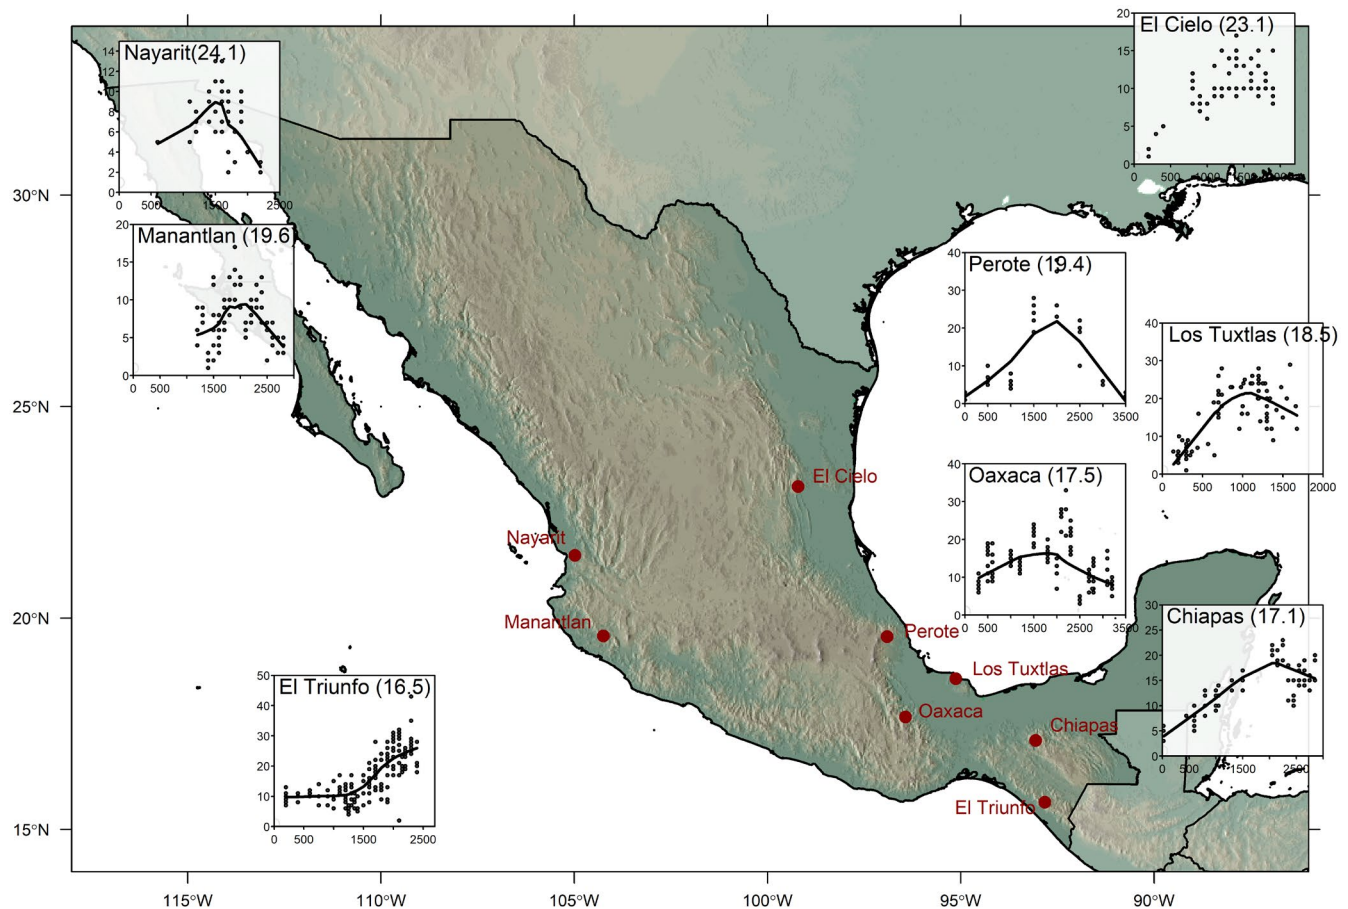 Nayarit(24.1)
14
12
10
8
6
4
2
0
0 500 1500 2500
Manantlan (19.6)
20
15
10
5
0
0 500 1500 2500
El Cielo (23.1)
20
15
10
5
0
0 500 1000 1500 2000
Perote (19.4)
40
30
20
10
0
0 500 1500 2500 3500
Los Tuxtlas (18.5)
40
30
20
10
0
0 500 1000 1500 2000
Oaxaca (17.5)
40
30
20
10
0
0 500 1500 2500 3500
Chiapas (17.1)
30
25
20
15
10
5
0
0 500 1500 2500
El Triunfo (16.5)
50
40
30
20
10
0
0 500 1000 1500 2000 2500
El Cielo
Nayarit
Manantlan
Perote
Los Tuxtlas
Oaxaca
Chiapas
El Triunfo
30°N
25°N
20°N
15°N
115°W 110°W 105°W 100°W 95°W 90°W